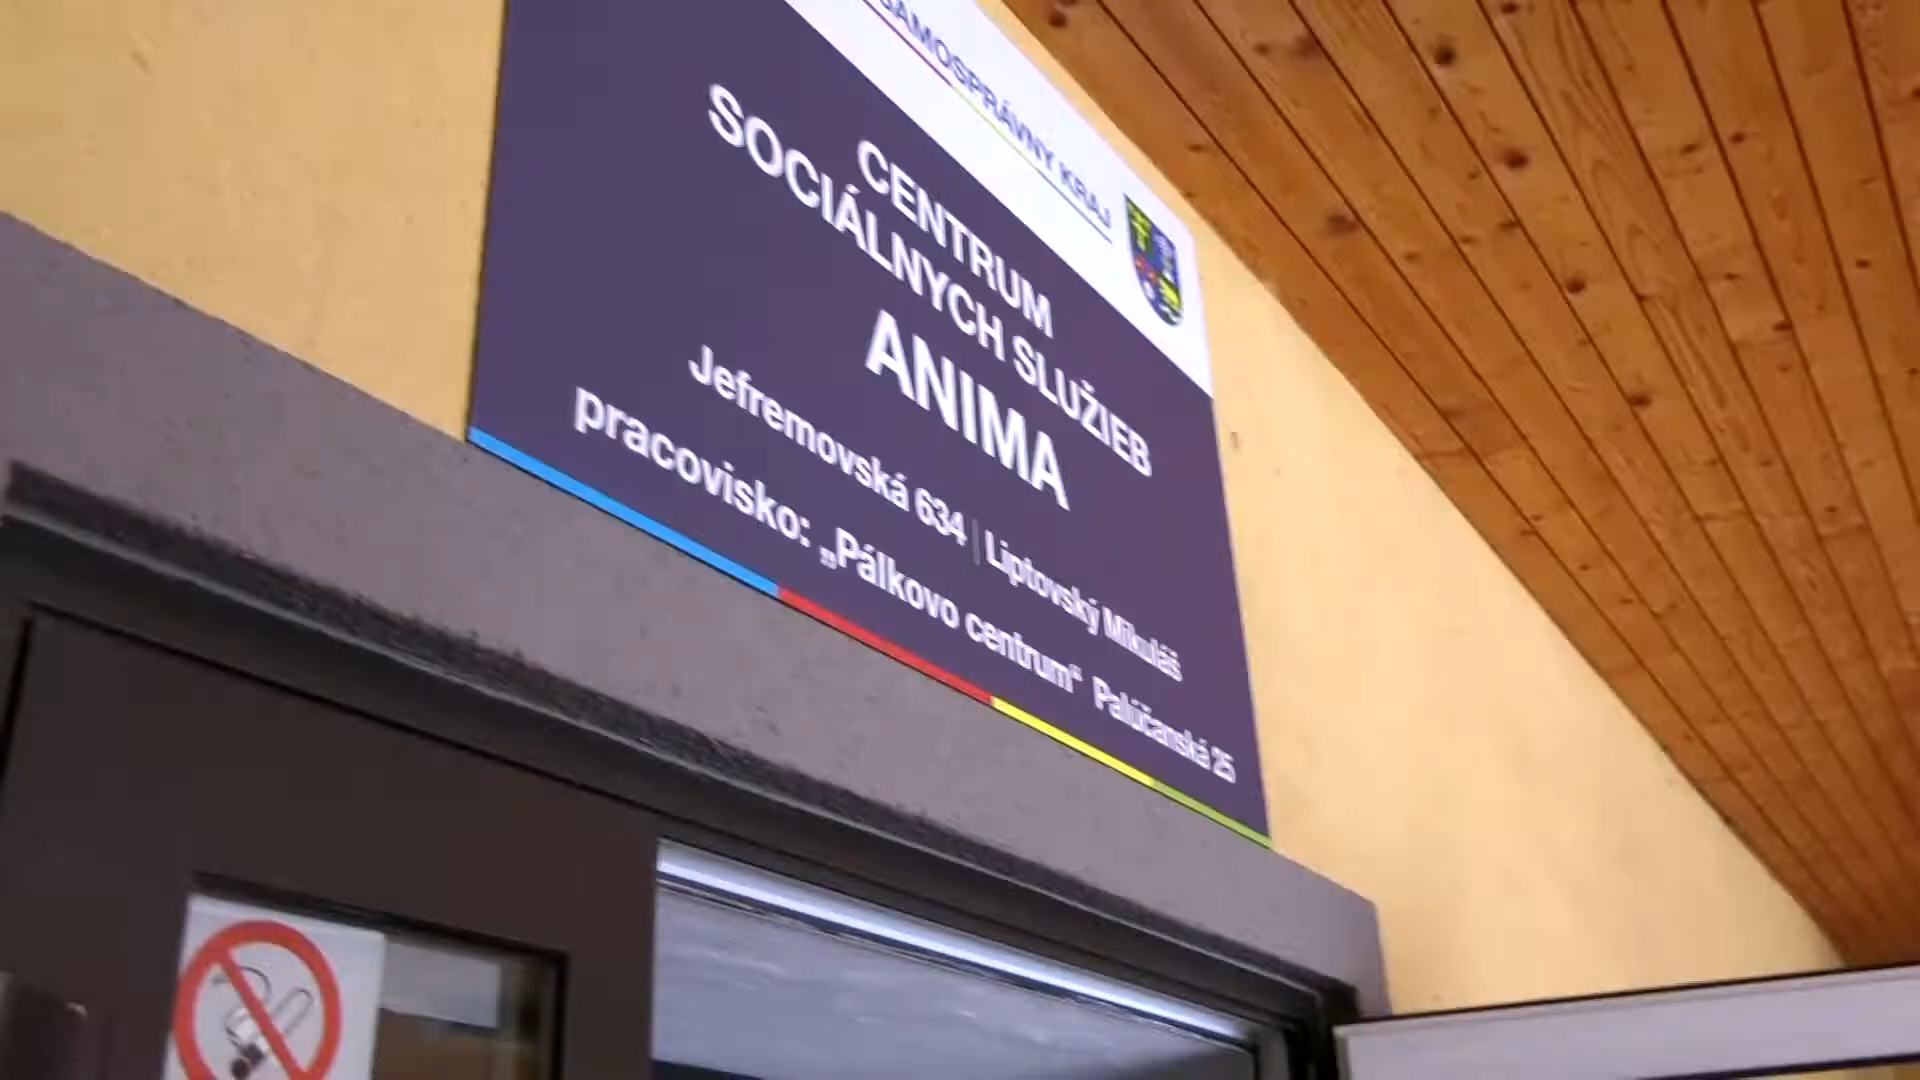 SAMOSPRÁVNY KRAJ
CENTRUM
SOCIÁLNYCH SLUŽIEB
ANIMA
Jefremovská 634 | Liptovský Mikuláš
pracovisko: „Pálkovo centrum“ Palúčanská 25